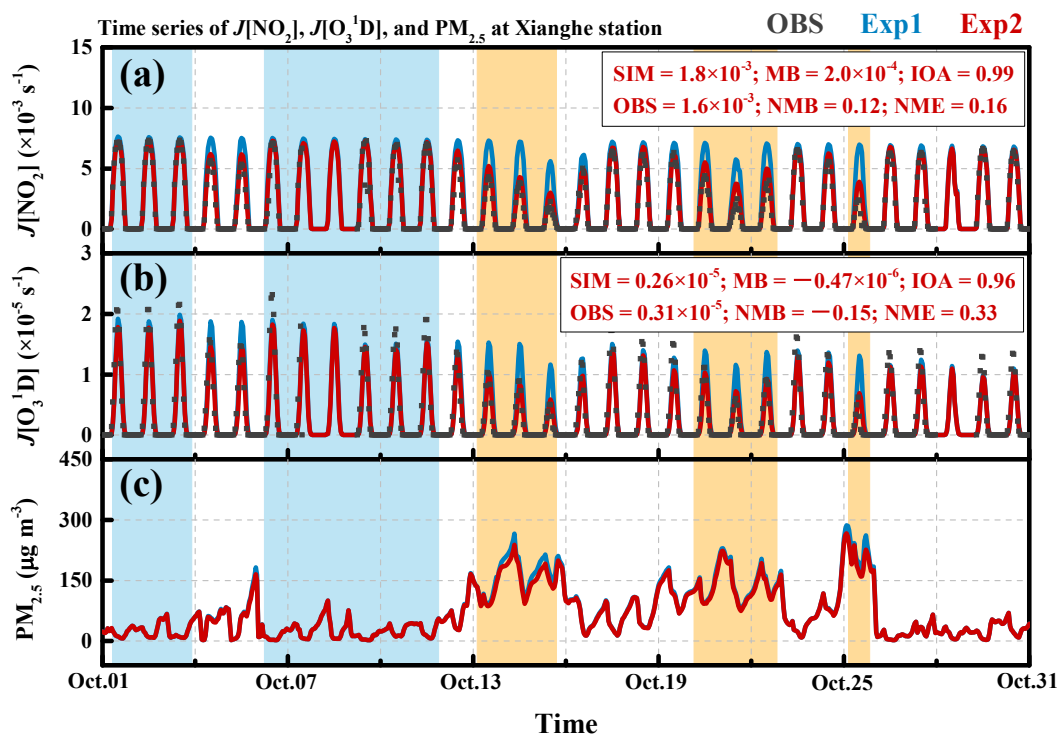 Time series of J[NO₂], J[O₃¹D], and PM₂.₅ at Xianghe station
OBS Exp1 Exp2
15
10
5
0
J[NO₂] (×10⁻³ s⁻¹)
(a)
SIM = 1.8×10⁻³; MB = 2.0×10⁻⁴; IOA = 0.99
OBS = 1.6×10⁻³; NMB = 0.12; NME = 0.16
3
2
1
0
J[O₃¹D] (×10⁻⁵ s⁻¹)
(b)
SIM = 0.26×10⁻⁵; MB = −0.47×10⁻⁶; IOA = 0.96
OBS = 0.31×10⁻⁵; NMB = −0.15; NME = 0.33
450
300
150
0
PM₂.₅ (μg m⁻³)
(c)
Oct.01 Oct.07 Oct.13 Oct.19 Oct.25 Oct.31
Time